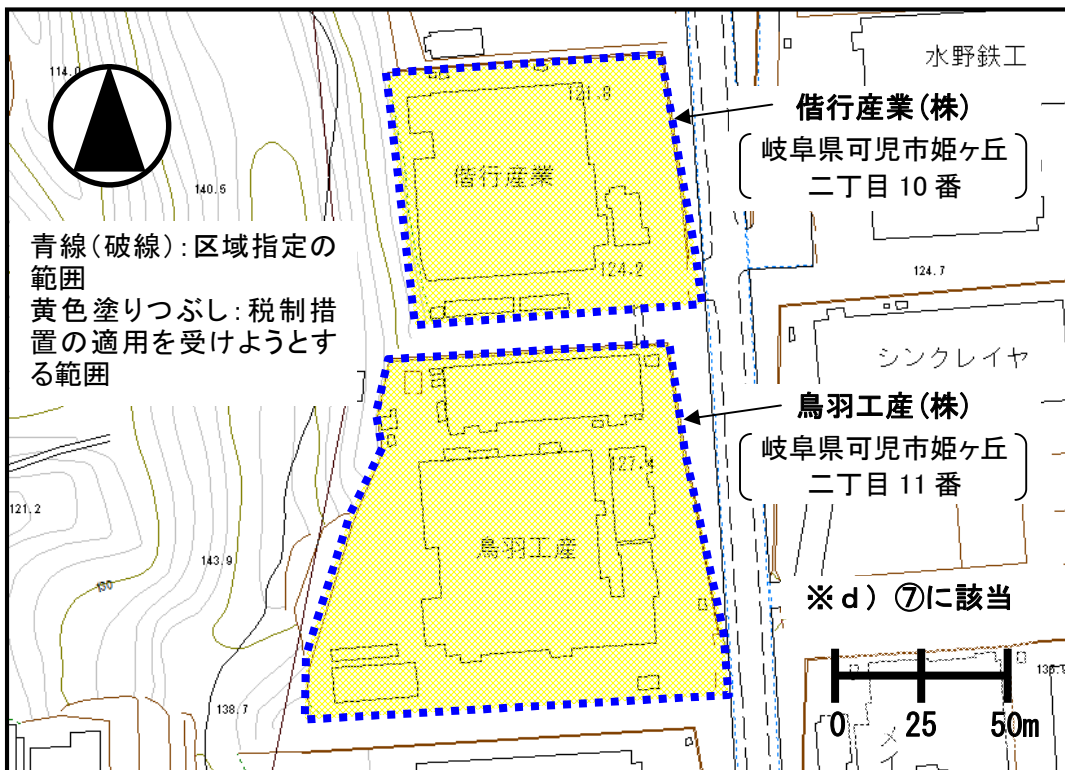 水野鉄工
114.0
121.8
偕行産業(株)
岐阜県可児市姫ヶ丘
二丁目 10 番
偕行産業
140.5
青線(破線):区域指定の
範囲
黄色塗りつぶし:税制措
置の適用を受けようとす
る範囲
124.2
124.7
シンクレイヤ
鳥羽工産(株)
岐阜県可児市姫ヶ丘
二丁目 11 番
127.4
121.2
鳥羽工産
143.9
130
※d) ⑦に該当
138.7
0 25 50m
メイ